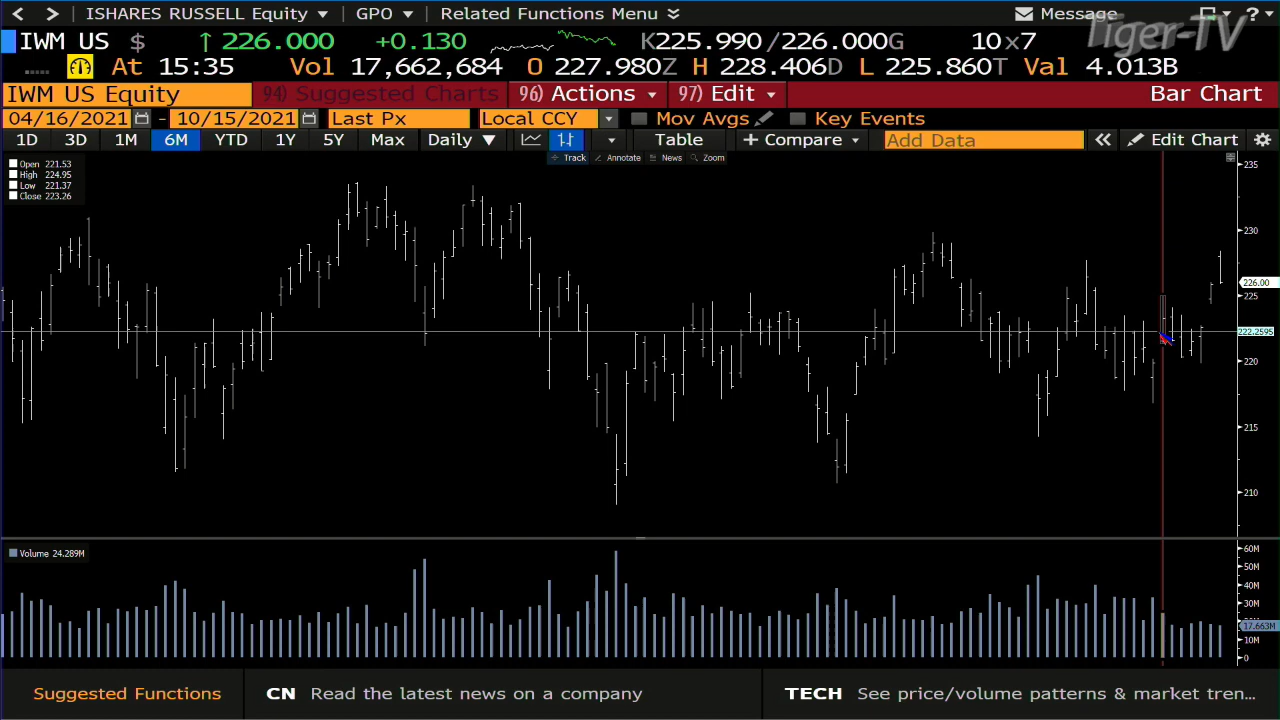 ISHARES RUSSELL Equity GPO Related Functions Menu Message ?
Tiger-TV
IWM US $ ↑ 226.000 +0.130 K225.990 /226.000G 10x7
At 15:35 Vol 17,662,684 O 227.980Z H 228.406D L 225.860T Val 4.013B
IWM US Equity 94) Suggested Charts 96) Actions 97) Edit Bar Chart
04/16/2021 - 10/15/2021 Last Px Local CCY Mov Avgs Key Events
1D 3D 1M 6M YTD 1Y 5Y Max Daily ▼ Table + Compare Add Data « Edit Chart
Track Annotate News Zoom
Open 221.53
High 224.95
Low 221.37
Close 223.26
235
230
226.00
225
222.2595
220
215
210
Volume 24.289M
60M
50M
40M
30M
17.663M
10M
0
Suggested Functions CN Read the latest news on a company TECH See price/volume patterns & market tren...